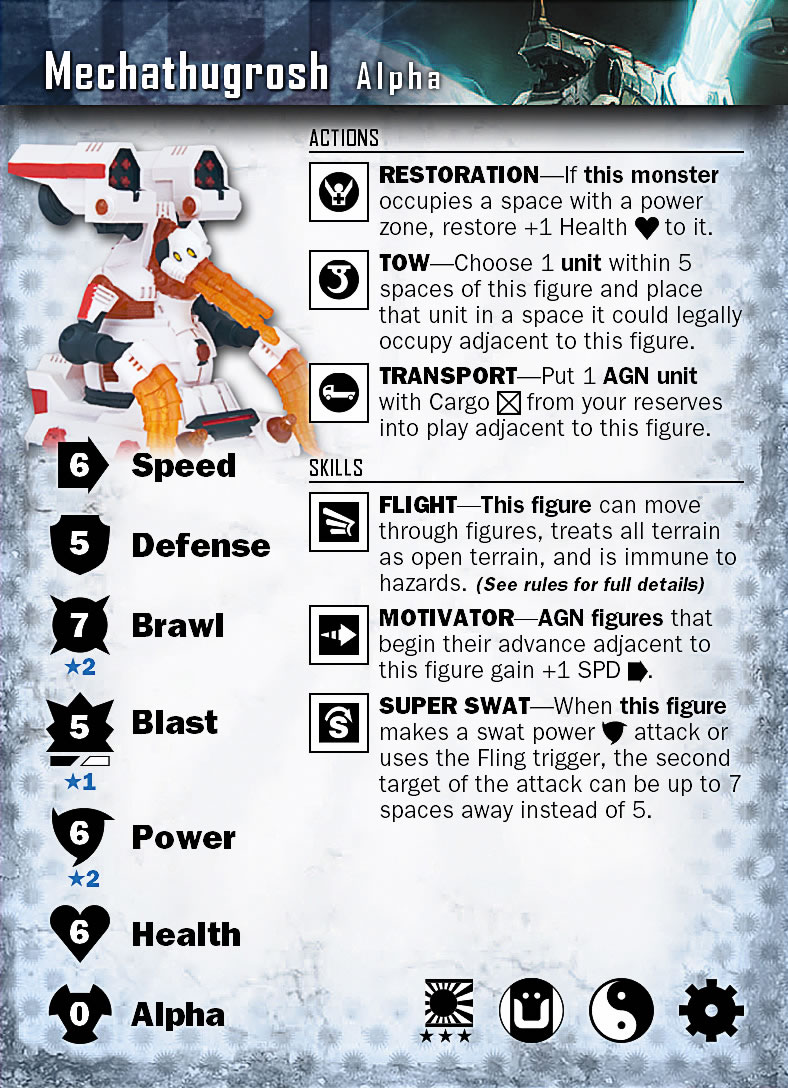 Mechathugrosh Alpha
ACTIONS
RESTORATION—If this monster
occupies a space with a power
zone, restore +1 Health to it.
TOW—Choose 1 unit within 5
spaces of this figure and place
that unit in a space it could legally
occupy adjacent to this figure.
TRANSPORT—Put 1 AGN unit
with Cargo from your reserves
into play adjacent to this figure.
SKILLS
FLIGHT—This figure can move
through figures, treats all terrain
as open terrain, and is immune to
hazards. (See rules for full details)
MOTIVATOR—AGN figures that
begin their advance adjacent to
this figure gain +1 SPD .
S
SUPER SWAT—When this figure
makes a swat power attack or
uses the Fling trigger, the second
target of the attack can be up to 7
spaces away instead of 5.
6 Speed
5 Defense
7 Brawl
★2
5 Blast
★1
6 Power
★2
6 Health
0 Alpha
★★★